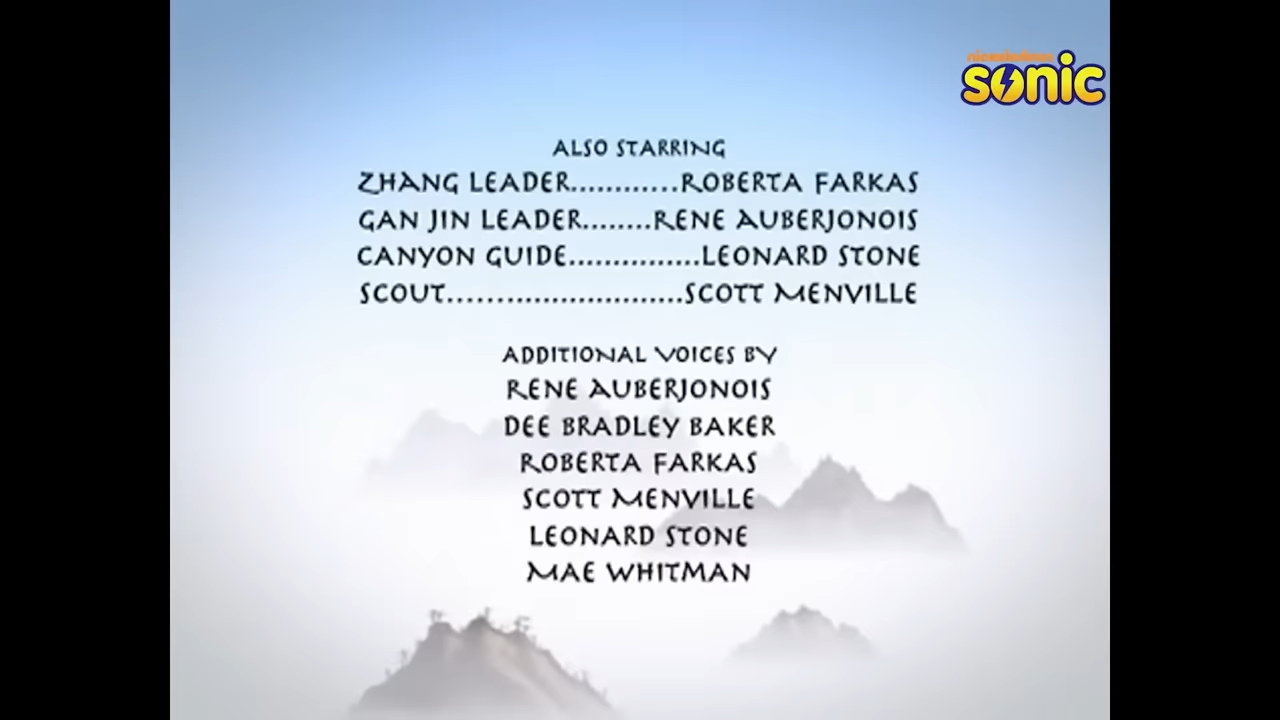 nickelodeon
sonic
ALSO STARRING
ZHANG LEADER............ROBERTA FARKAS
GAN JIN LEADER........RENE AUBERJONOIS
CANYON GUIDE...............LEONARD STONE
SCOUT..........................SCOTT MENVILLE
ADDITIONAL VOICES BY
RENE AUBERJONOIS
DEE BRADLEY BAKER
ROBERTA FARKAS
SCOTT MENVILLE
LEONARD STONE
MAE WHITMAN